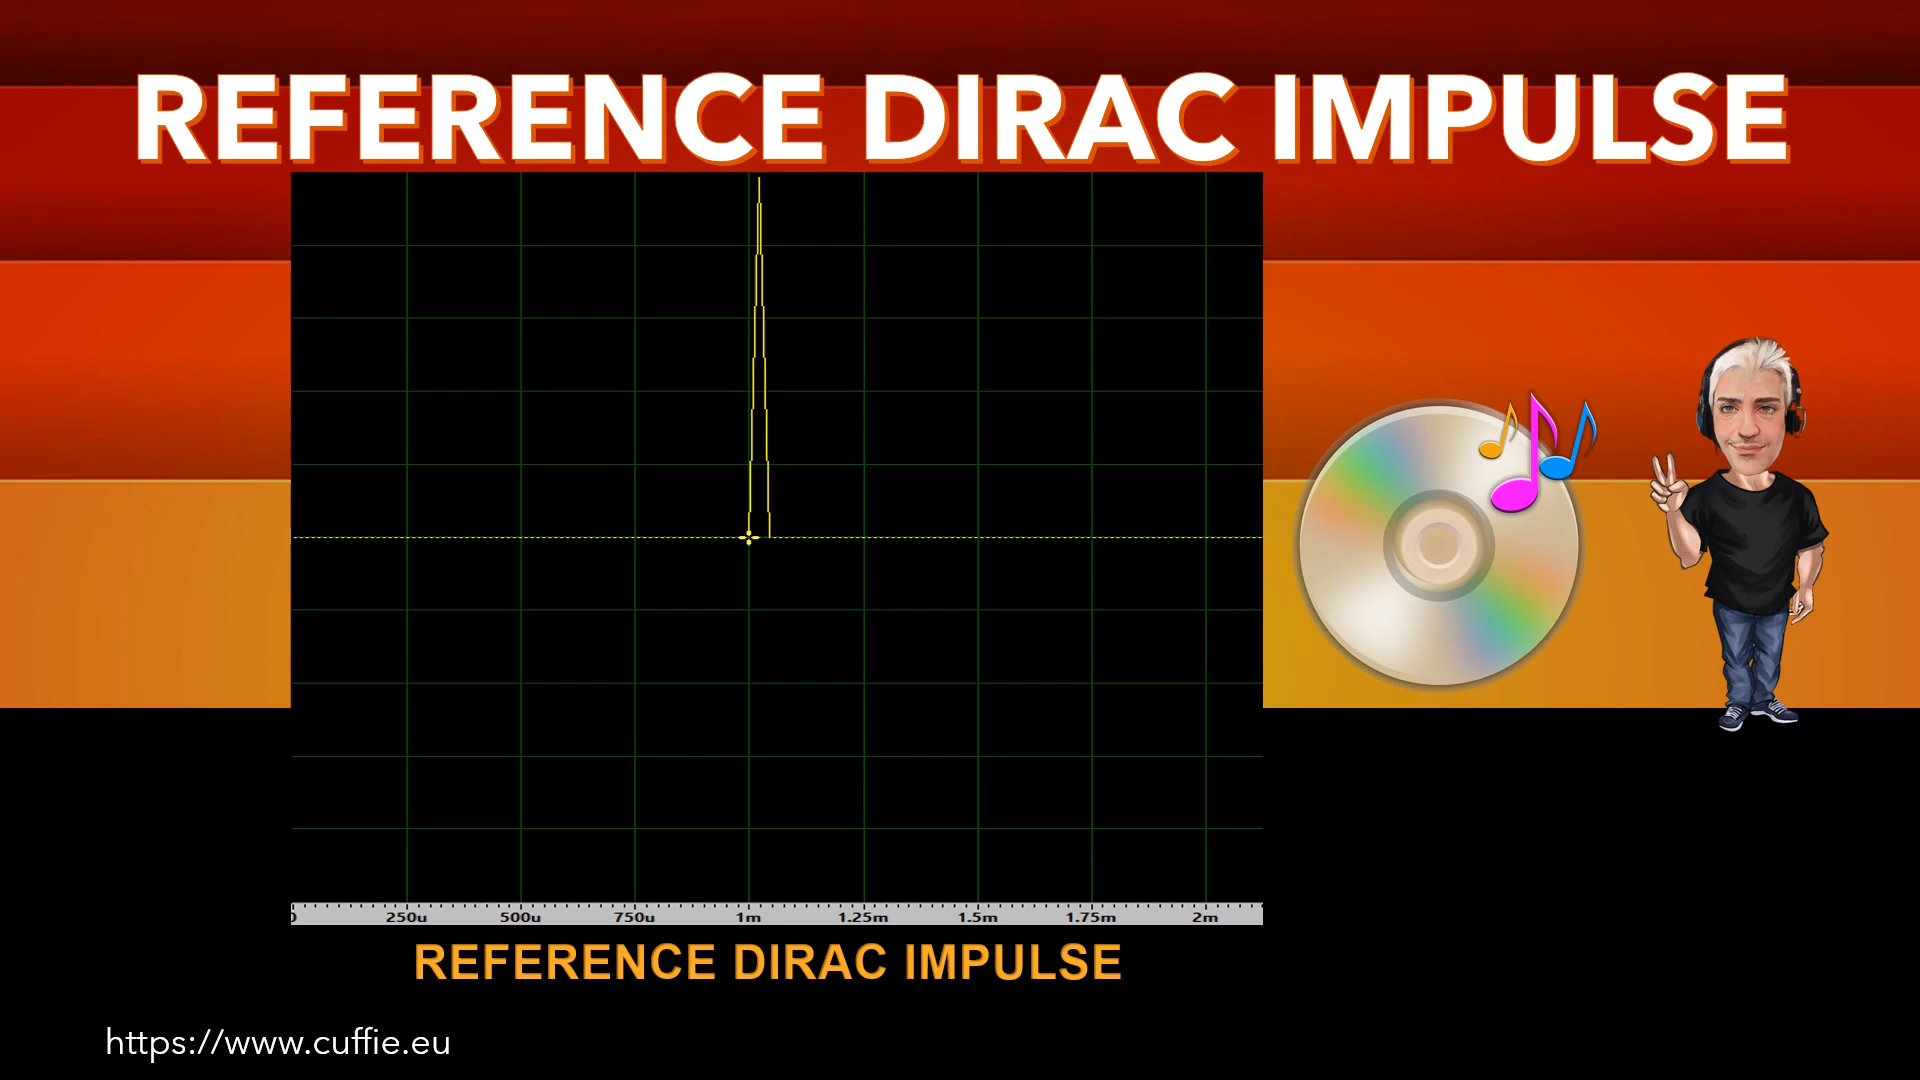 REFERENCE DIRAC IMPULSE
0 250u 500u 750u 1m 1.25m 1.5m 1.75m 2m
REFERENCE DIRAC IMPULSE
https://www.cuffie.eu